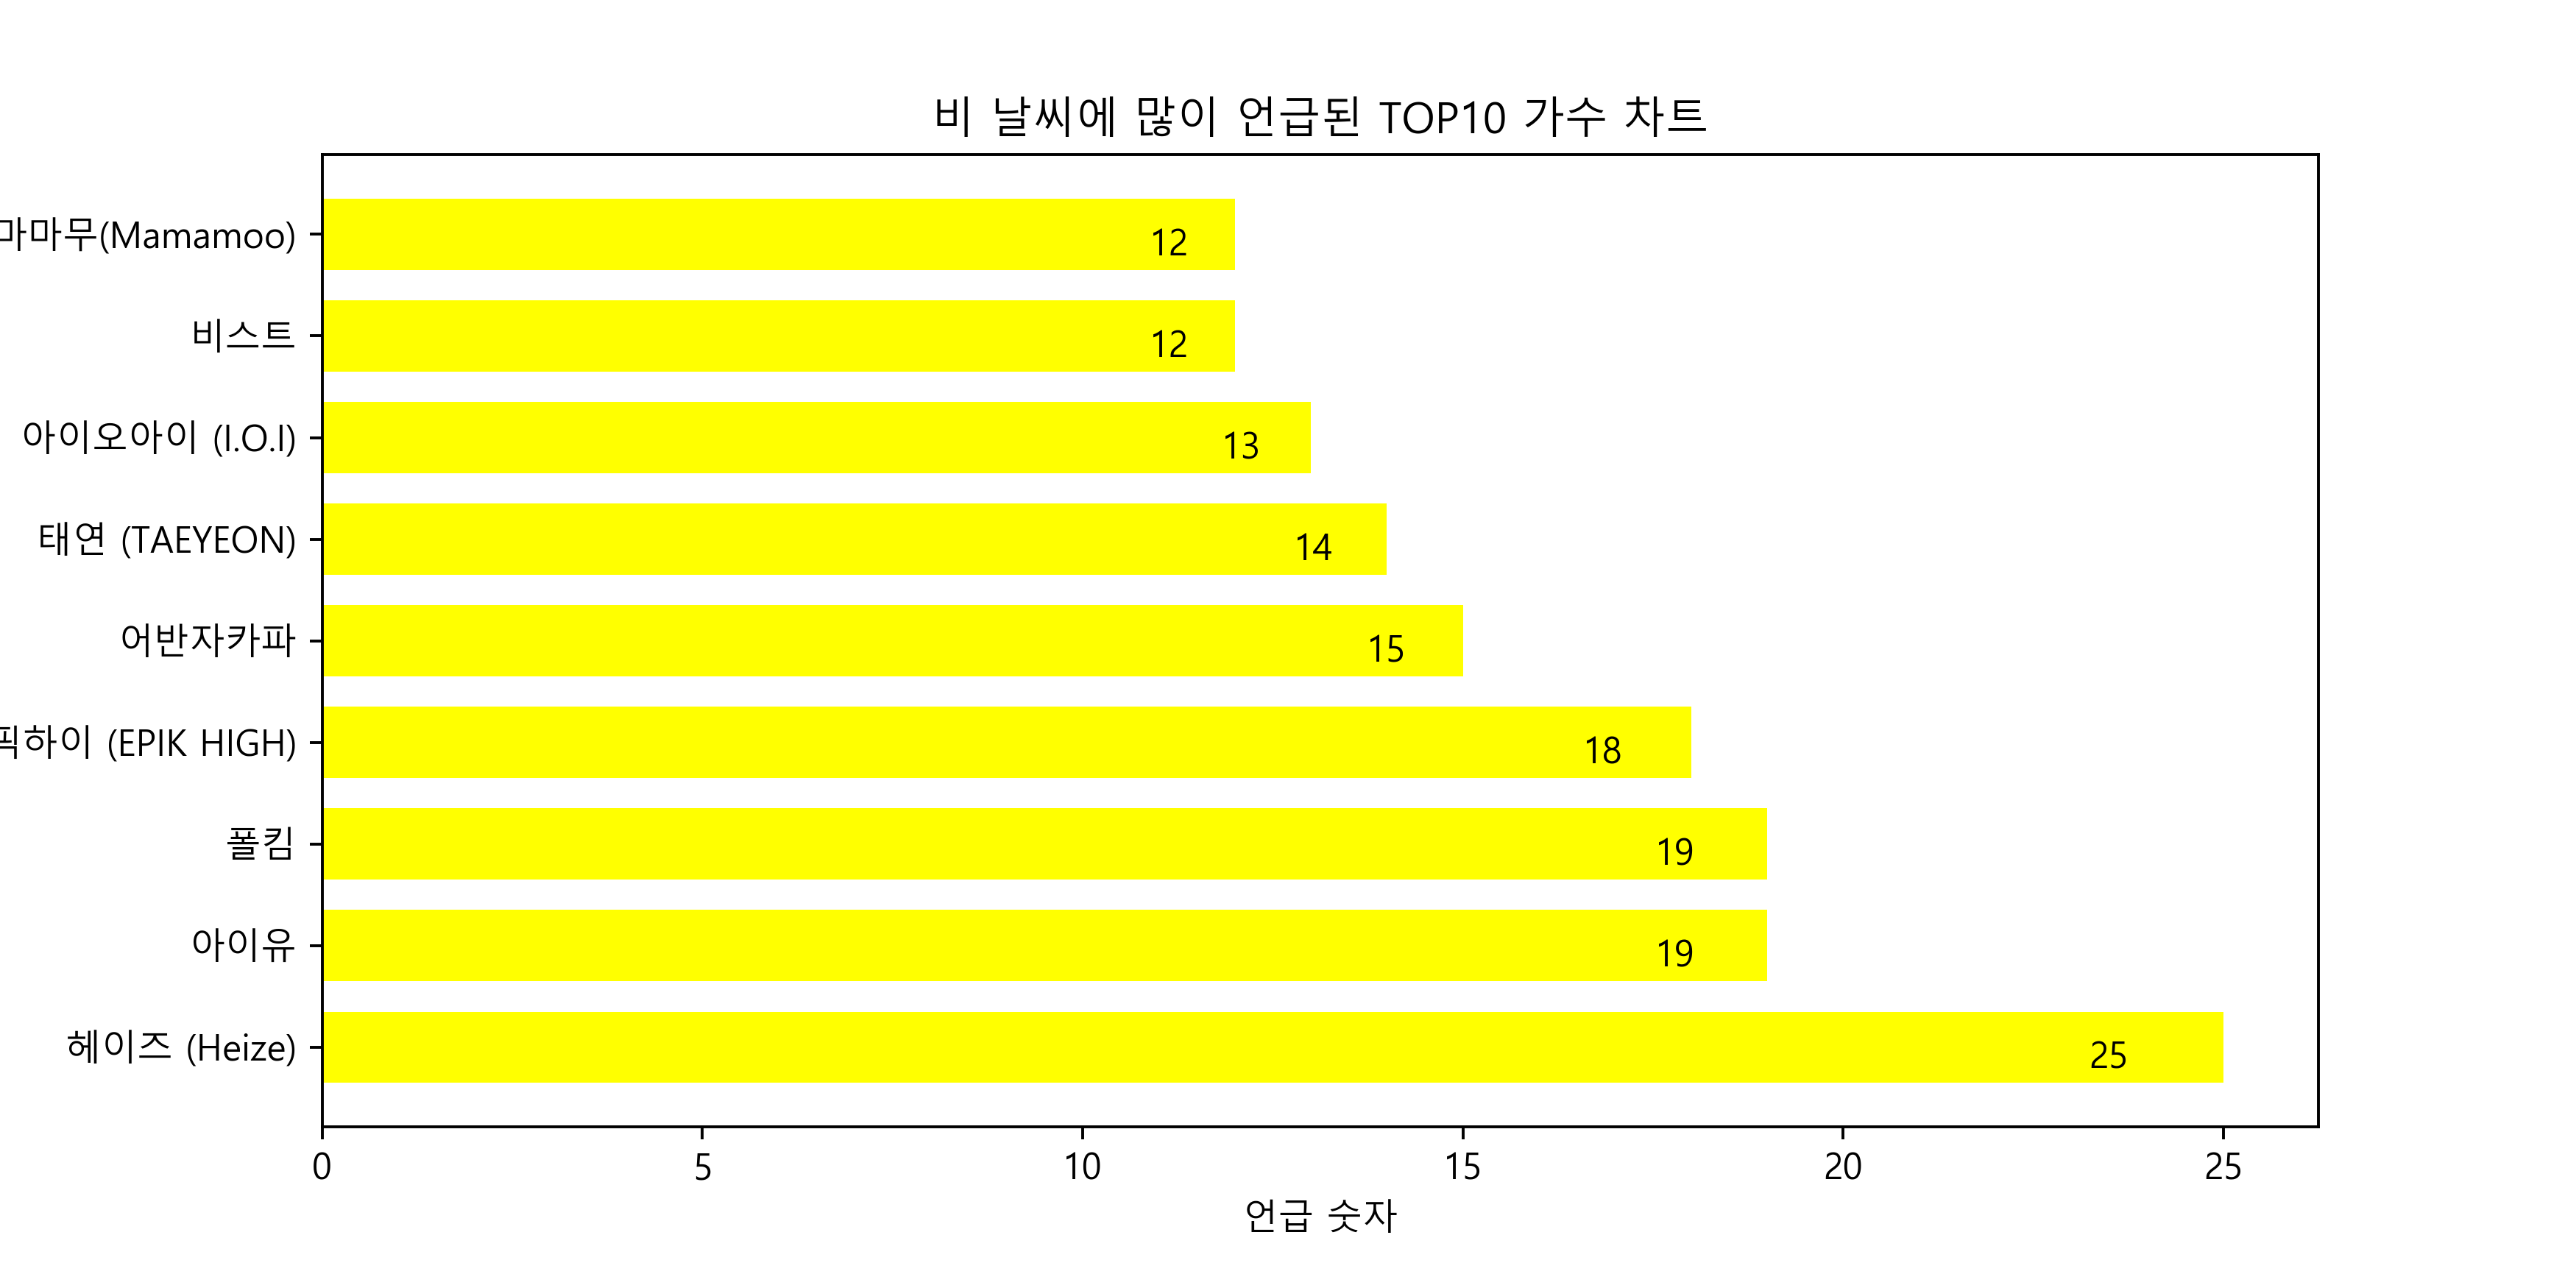 비 날씨에 많이 언급된 TOP10 가수 차트
마마무(Mamamoo) 12
비스트 12
아이오아이 (I.O.I) 13
태연 (TAEYEON) 14
어반자카파 15
픽하이 (EPIK HIGH) 18
폴킴 19
아이유 19
헤이즈 (Heize) 25
0 5 10 15 20 25
언급 숫자